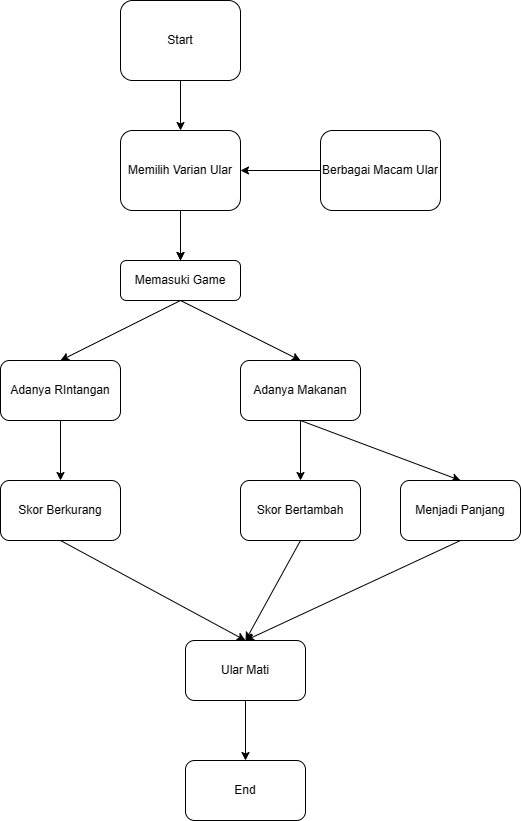 Start
Memilih Varian Ular
Berbagai Macam Ular
Memasuki Game
Adanya RIntangan
Adanya Makanan
Skor Berkurang
Skor Bertambah
Menjadi Panjang
Ular Mati
End